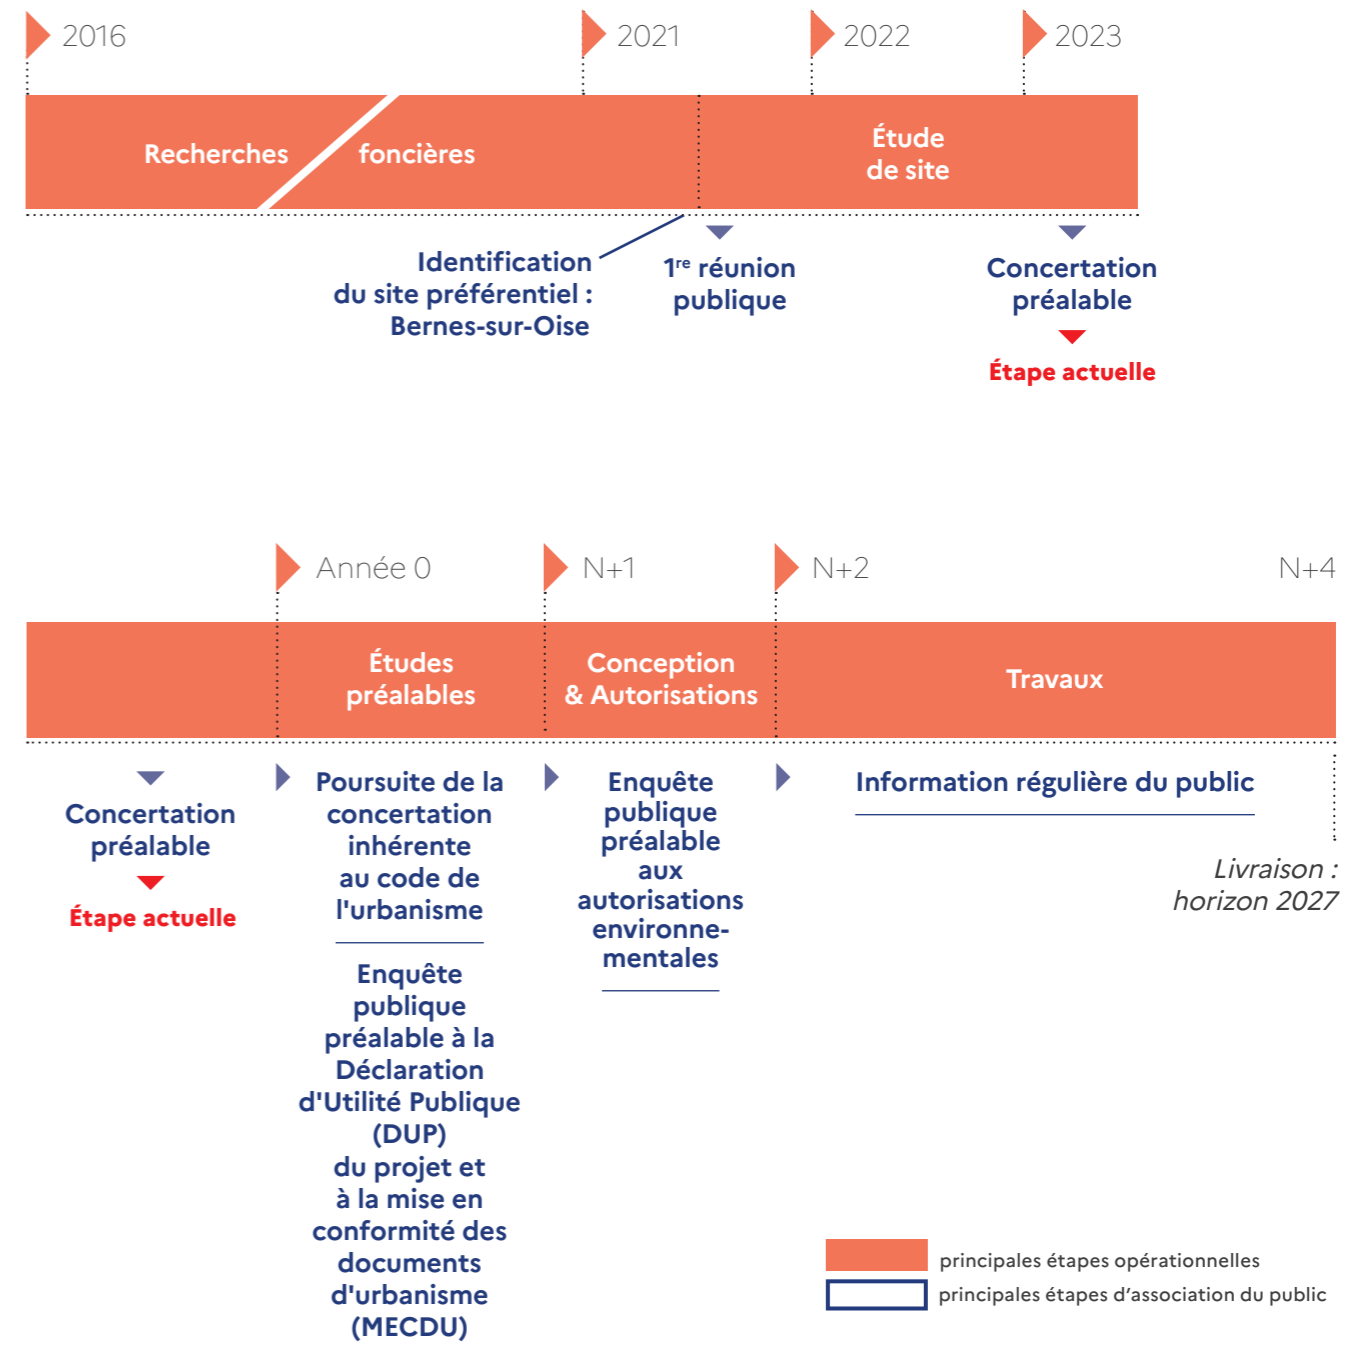 2016
2021
2022
2023
Recherches foncières
Étude
de site
Identification
du site préférentiel :
Bernes-sur-Oise
1re réunion
publique
Concertation
préalable
Étape actuelle
Année 0
N+1
N+2
N+4
Études
préalables
Conception
& Autorisations
Travaux
Concertation
préalable
Étape actuelle
Poursuite de la
concertation
inhérente
au code de
l'urbanisme
Enquête
publique
préalable à la
Déclaration
d'Utilité Publique
(DUP)
du projet et
à la mise en
conformité des
documents
d'urbanisme
(MECDU)
Enquête
publique
préalable
aux
autorisations
environne-
mentales
Information régulière du public
Livraison :
horizon 2027
principales étapes opérationnelles
principales étapes d’association du public